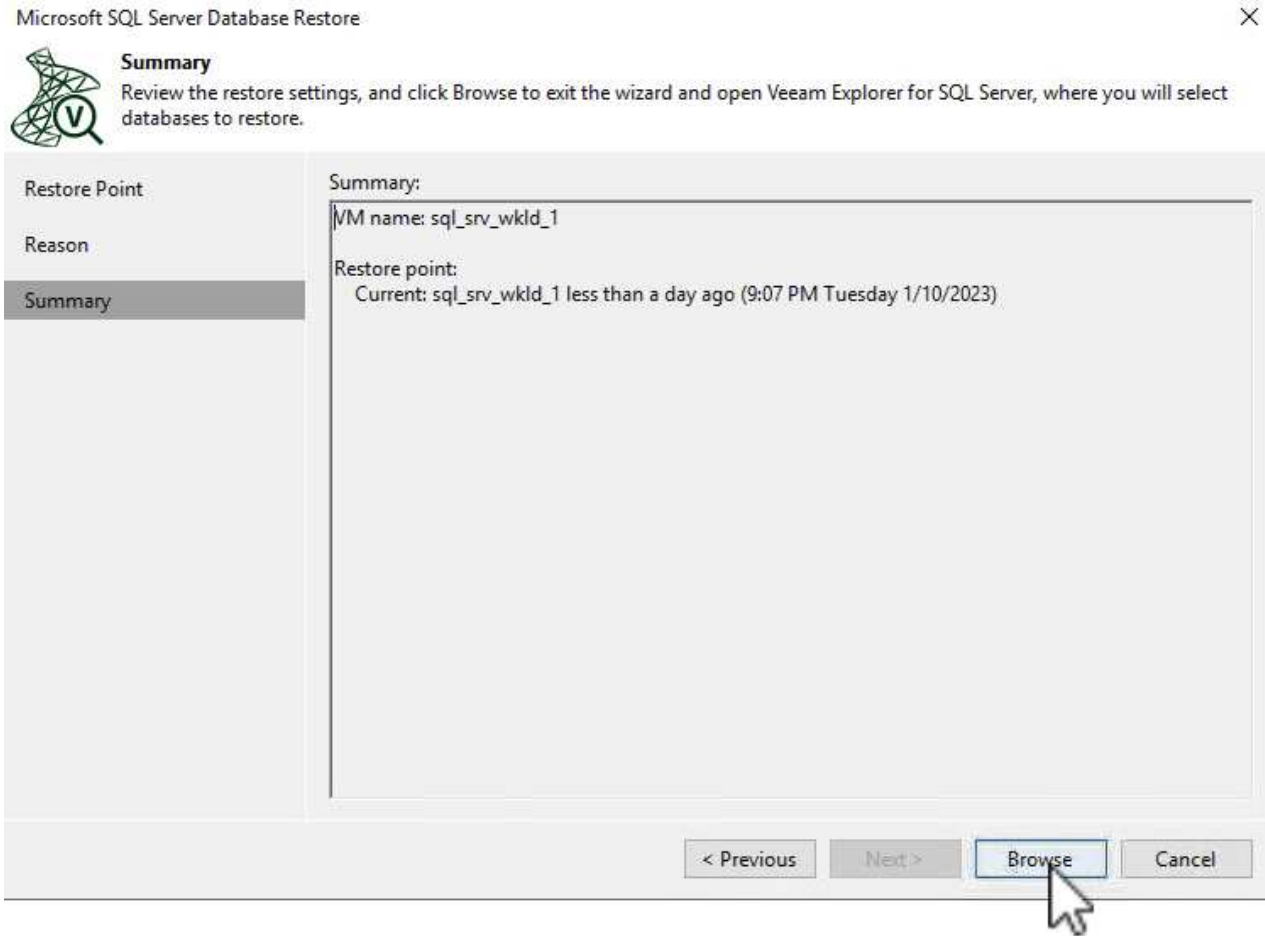 Microsoft SQL Server Database Restore
Summary
Review the restore settings, and click Browse to exit the wizard and open Veeam Explorer for SQL Server, where you will select
databases to restore.
V
Restore Point
Reason
Summary
Summary:
VM name: sql_srv_wkld_1
Restore point:
Current: sql_srv_wkld_1 less than a day ago (9:07 PM Tuesday 1/10/2023)
< Previous
Next >
Browse
Cancel